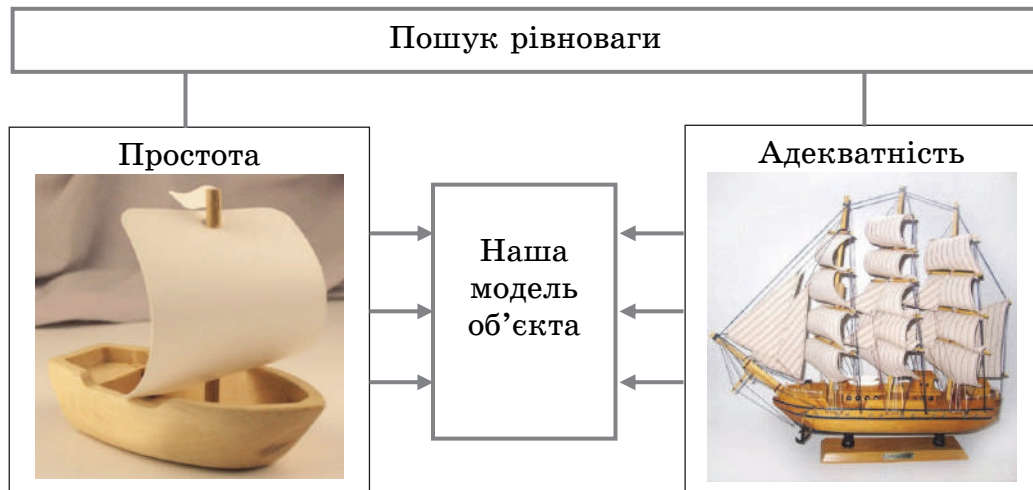 Пошук рівноваги
Простота
Адекватність
Наша
модель
об’єкта